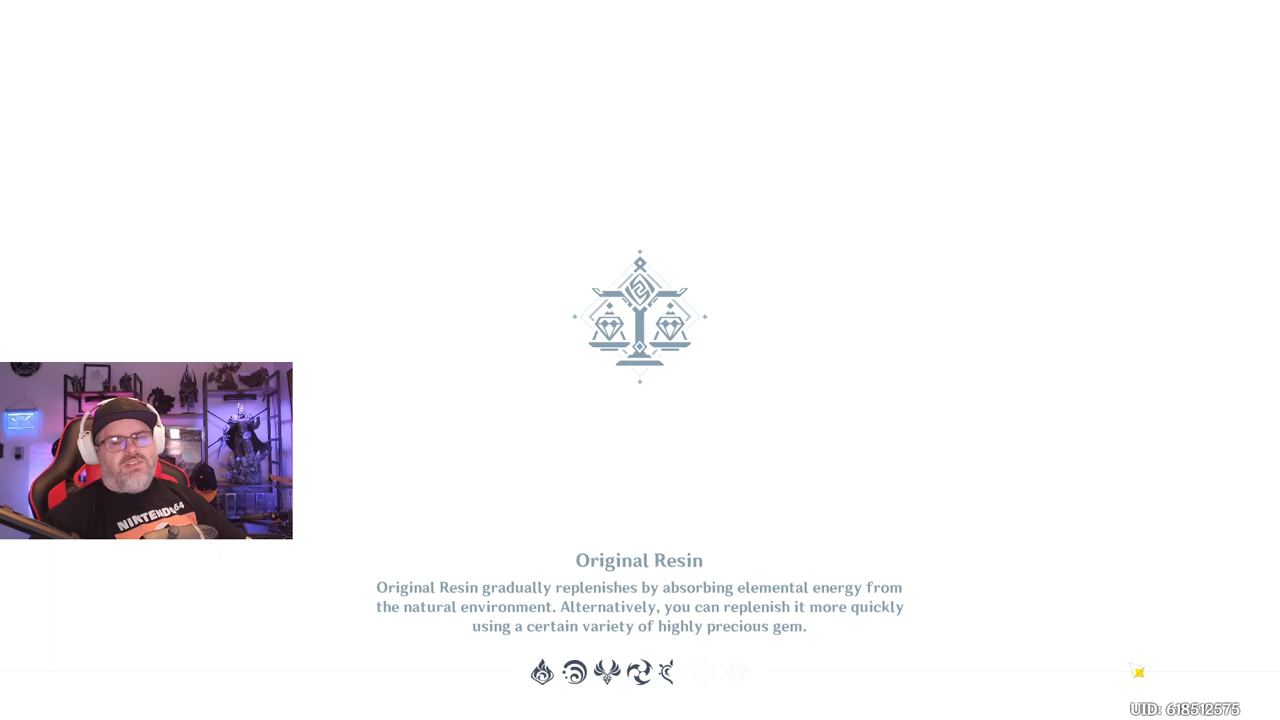 NINTENDO64
Original Resin
Original Resin gradually replenishes by absorbing elemental energy from
the natural environment. Alternatively, you can replenish it more quickly
using a certain variety of highly precious gem.
UID: 618512575